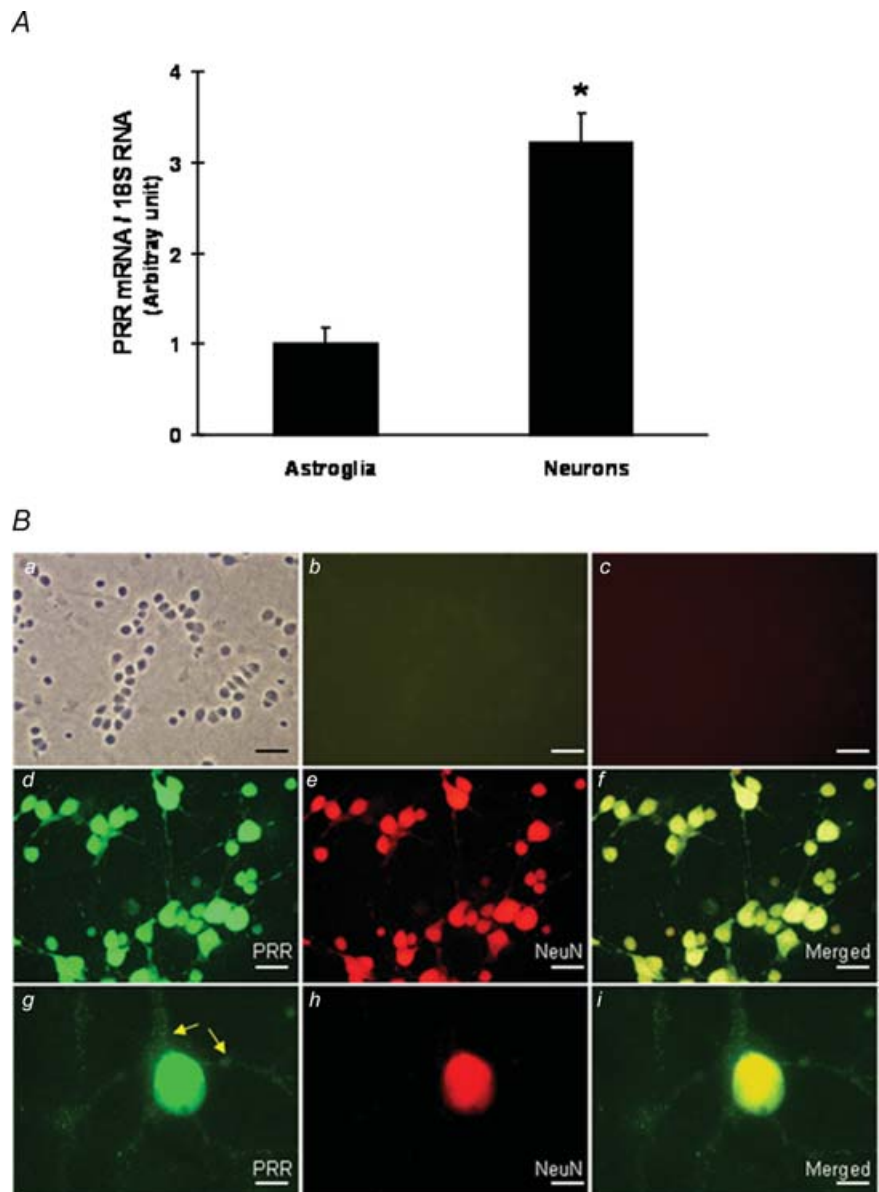 A
4
3
2
1
0
PRR mRNA / 18S RNA
(Arbitray unit)
*
Astroglia
Neurons
B
a
b
c
d
PRR
e
NeuN
f
Merged
g
PRR
h
NeuN
i
Merged